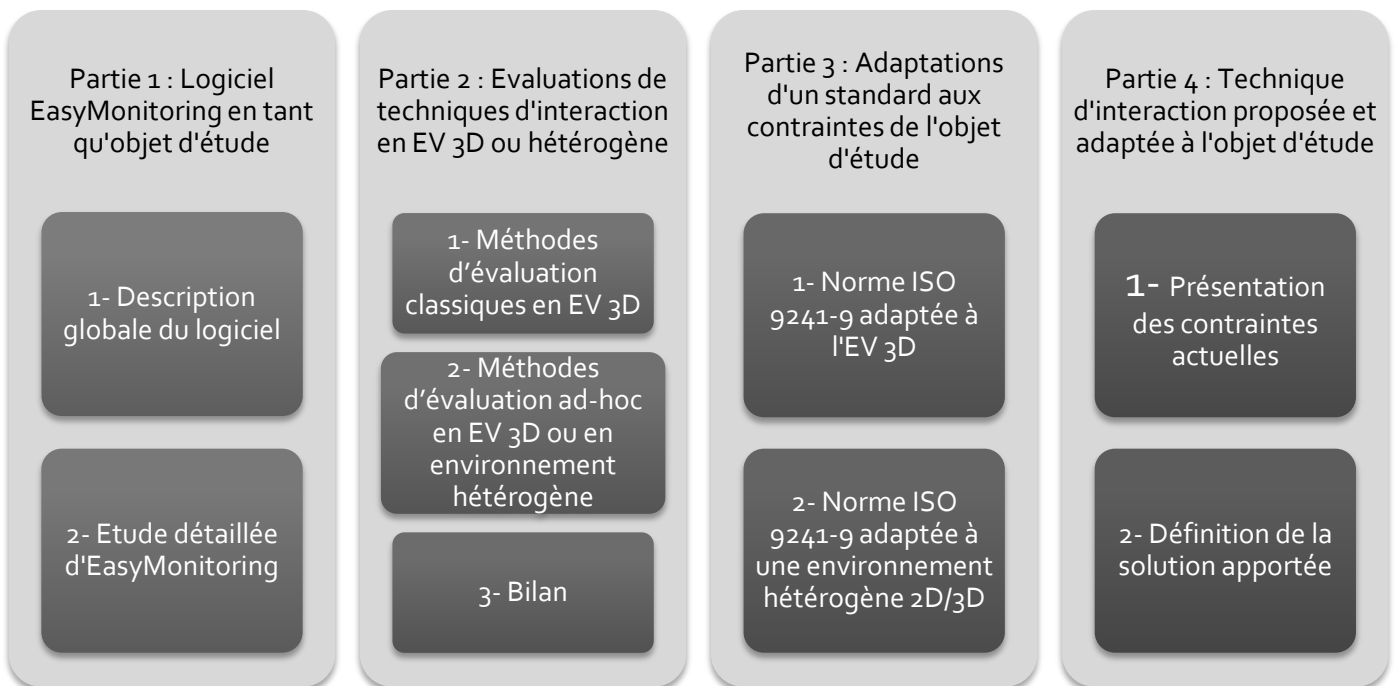 Partie 1 : Logiciel
EasyMonitoring en tant
qu'objet d'étude
1- Description
globale du logiciel
2- Etude détaillée
d'EasyMonitoring
Partie 2 : Evaluations de
techniques d'interaction
en EV 3D ou hétérogène
1- Méthodes
d’évaluation
classiques en EV 3D
2- Méthodes
d’évaluation ad-hoc
en EV 3D ou en
environnement
hétérogène
3- Bilan
Partie 3 : Adaptations
d'un standard aux
contraintes de l'objet
d'étude
1- Norme ISO
9241-9 adaptée à
l'EV 3D
2- Norme ISO
9241-9 adaptée à
une environnement
hétérogène 2D/3D
Partie 4 : Technique
d'interaction proposée et
adaptée à l'objet d'étude
1- Présentation
des contraintes
actuelles
2- Définition de la
solution apportée